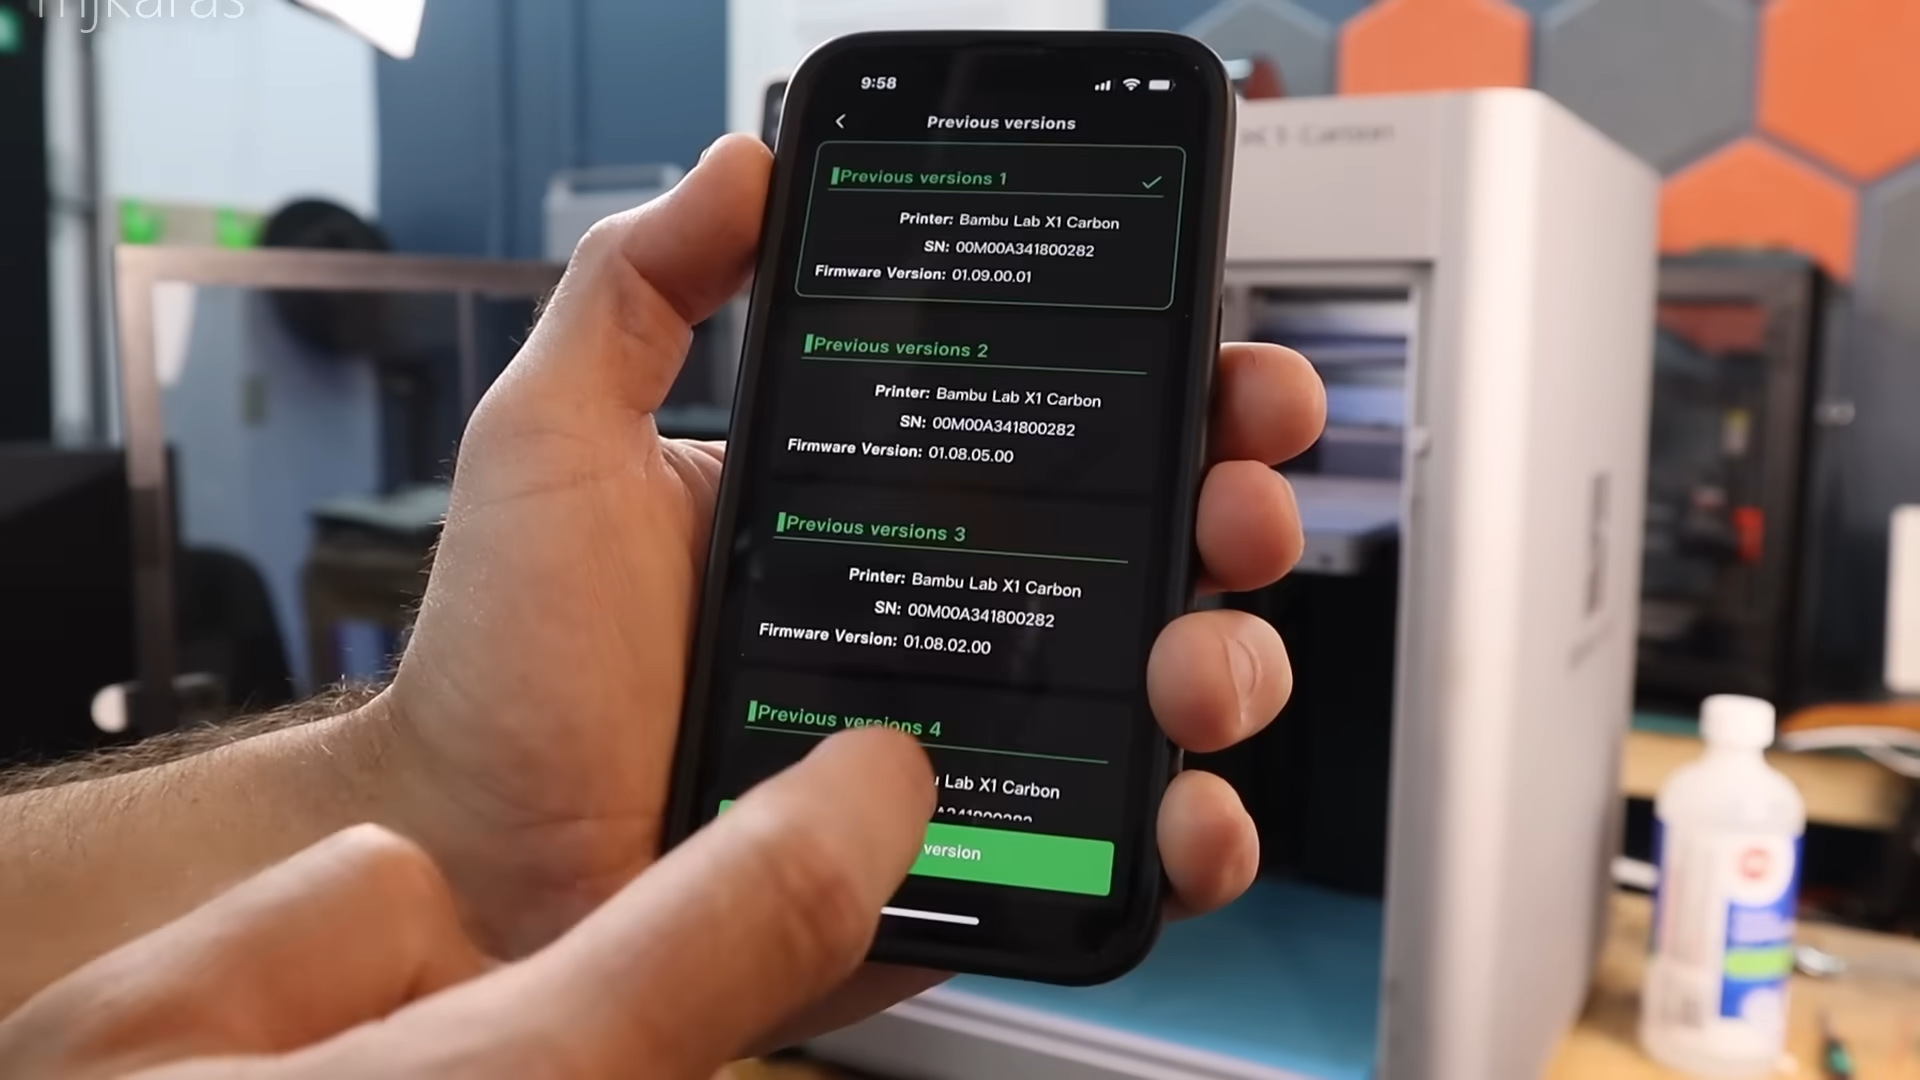 mjkaras
9:58
Previous versions
Previous versions 1
Printer: Bambu Lab X1 Carbon
SN: 00M00A341800282
Firmware Version: 01.09.00.01
Previous versions 2
Printer: Bambu Lab X1 Carbon
SN: 00M00A341800282
Firmware Version: 01.08.05.00
Previous versions 3
Printer: Bambu Lab X1 Carbon
SN: 00M00A341800282
Firmware Version: 01.08.02.00
Previous versions 4
Lab X1 Carbon
version
X1 Carbon